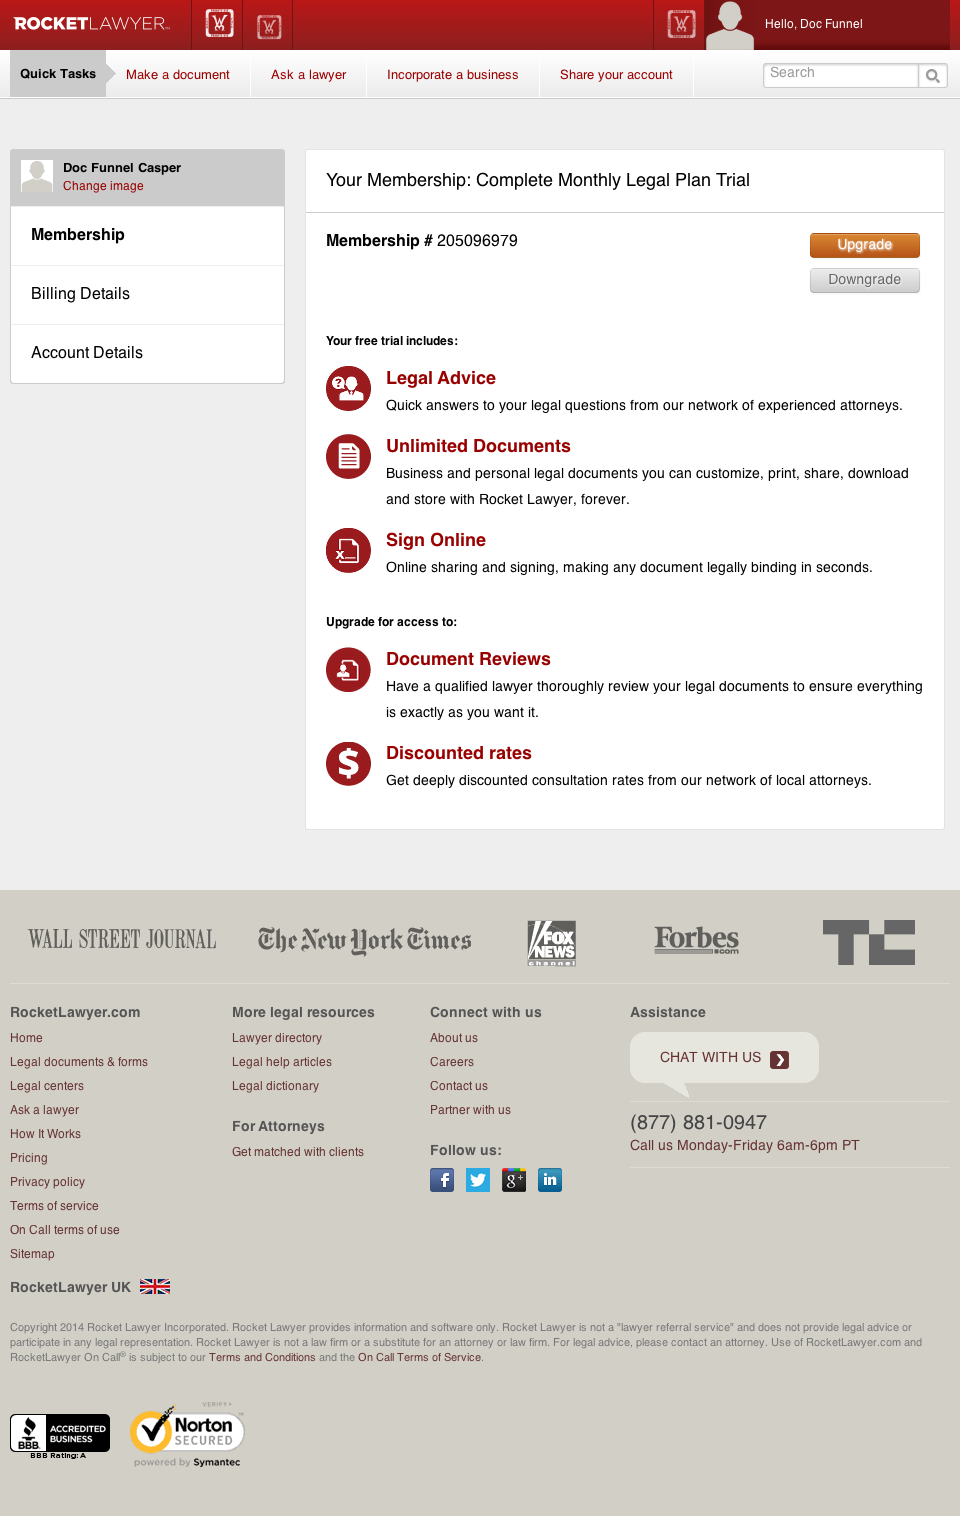 ROCKETLAWYER
Hello, Doc Funnel
Quick Tasks
Make a document
Ask a lawyer
Incorporate a business
Share your account
Search
Doc Funnel Casper
Change image
Membership
Billing Details
Account Details
Your Membership: Complete Monthly Legal Plan Trial
Membership # 205096979
Upgrade
Downgrade
Your free trial includes:
Legal Advice
Quick answers to your legal questions from our network of experienced attorneys.
Unlimited Documents
Business and personal legal documents you can customize, print, share, download
and store with Rocket Lawyer, forever.
Sign Online
Online sharing and signing, making any document legally binding in seconds.
Upgrade for access to:
Document Reviews
Have a qualified lawyer thoroughly review your legal documents to ensure everything
is exactly as you want it.
Discounted rates
Get deeply discounted consultation rates from our network of local attorneys.
WALL STREET JOURNAL
The New York Times
FOX
NEWS
channel
Forbes
.com
TC
RocketLawyer.com
Home
Legal documents & forms
Legal centers
Ask a lawyer
How It Works
Pricing
Privacy policy
Terms of service
On Call terms of use
Sitemap
RocketLawyer UK
More legal resources
Lawyer directory
Legal help articles
Legal dictionary
For Attorneys
Get matched with clients
Connect with us
About us
Careers
Contact us
Partner with us
Follow us:
Assistance
CHAT WITH US
(877) 881-0947
Call us Monday-Friday 6am-6pm PT
Copyright 2014 Rocket Lawyer Incorporated. Rocket Lawyer provides information and software only. Rocket Lawyer is not a "lawyer referral service" and does not provide legal advice or
participate in any legal representation. Rocket Lawyer is not a law firm or a substitute for an attorney or law firm. For legal advice, please contact an attorney. Use of RocketLawyer.com and
RocketLawyer On Call® is subject to our Terms and Conditions and the On Call Terms of Service.
BBB.
ACCREDITED
BUSINESS
BBB Rating: A
VERIFY
Norton
SECURED
powered by Symantec